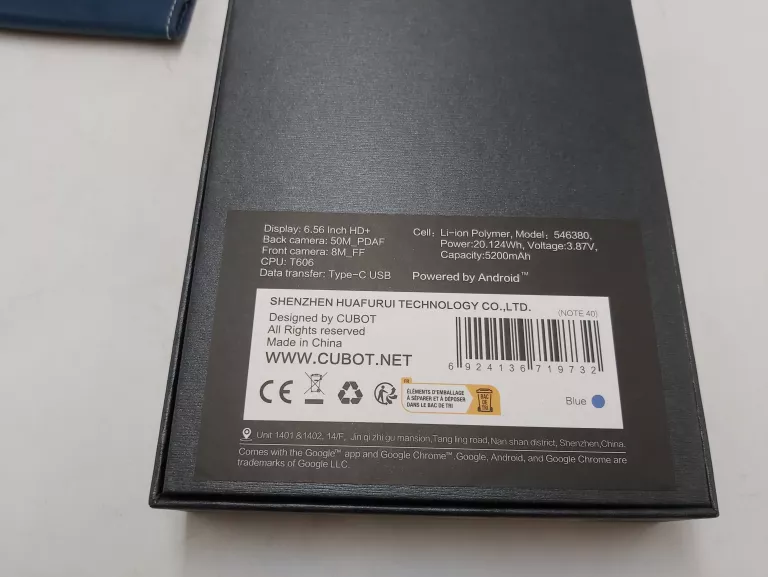 Display: 6.56 Inch HD+
Back camera: 50M_PDAF
Front camera: 8M_FF
CPU: T606
Data transfer: Type-C USB
Cell: Li-ion Polymer, Model: 546380,
Power:20.124Wh, Voltage:3.87V,
Capacity:5200mAh
Powered by Android™
SHENZHEN HUAFURUI TECHNOLOGY CO.,LTD.
(NOTE 40)
Designed by CUBOT
All Rights reserved
Made in China
WWW.CUBOT.NET
6 924136 719732
CE
FR
ÉLÉMENTS D'EMBALLAGE
À SÉPARER ET À DÉPOSER
DANS LE BAC DE TRI
BAC
DE TRI
Blue
Unit 1401 &1402, 14/F, Jin qi zhi gu mansion,Tang ling road,Nan shan district, Shenzhen,China.
Comes with the Google™ app and Google Chrome™.Google, Android, and Google Chrome are
trademarks of Google LLC.